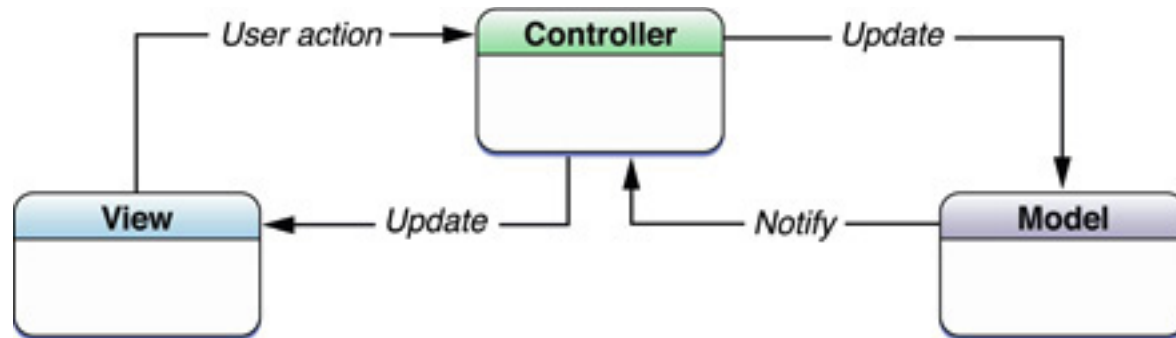 User action
Controller
Update
View
Update
Notify
Model